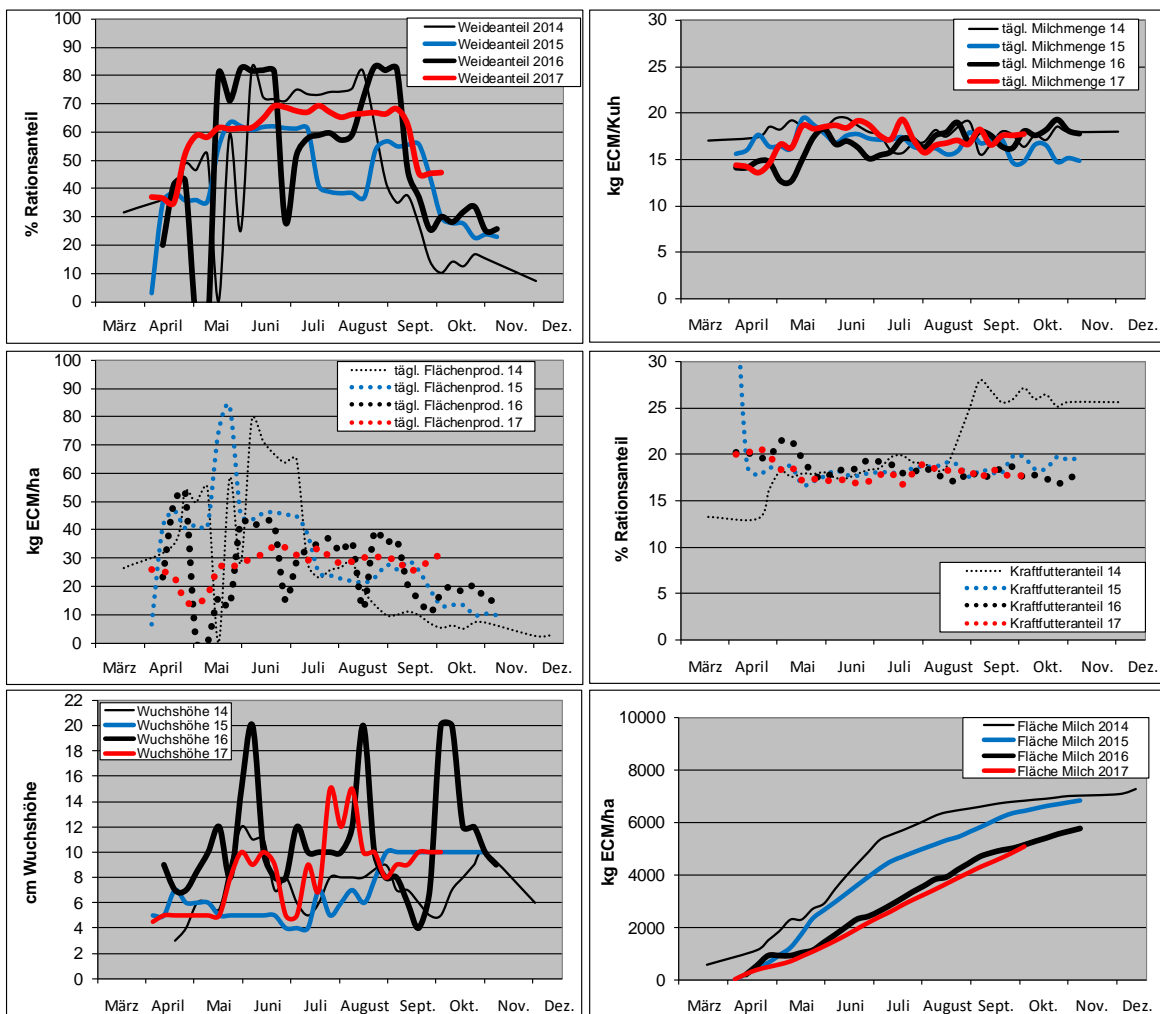 100
90
80
70
60
50
40
30
20
10
0
% Rationsanteil
Weideanteil 2014
Weideanteil 2015
Weideanteil 2016
Weideanteil 2017
März April Mai Juni Juli August Sept. Okt. Nov. Dez.
30
25
20
15
10
5
0
kg ECM/Kuh
tägl. Milchmenge 14
tägl. Milchmenge 15
tägl. Milchmenge 16
tägl. Milchmenge 17
März April Mai Juni Juli August Sept. Okt. Nov. Dez.
100
90
80
70
60
50
40
30
20
10
0
kg ECM/ha
tägl. Flächenprod. 14
tägl. Flächenprod. 15
tägl. Flächenprod. 16
tägl. Flächenprod. 17
März April Mai Juni Juli August Sept. Okt. Nov. Dez.
30
25
20
15
10
5
0
% Rationsanteil
Kraftfutteranteil 14
Kraftfutteranteil 15
Kraftfutteranteil 16
Kraftfutteranteil 17
März April Mai Juni Juli August Sept. Okt. Nov. Dez.
22
20
18
16
14
12
10
8
6
4
2
0
cm Wuchshöhe
Wuchshöhe 14
Wuchshöhe 15
Wuchshöhe 16
Wuchshöhe 17
März April Mai Juni Juli August Sept. Okt. Nov. Dez.
10000
8000
6000
4000
2000
0
kg ECM/ha
Fläche Milch 2014
Fläche Milch 2015
Fläche Milch 2016
Fläche Milch 2017
März April Mai Juni Juli August Sept. Okt. Nov. Dez.